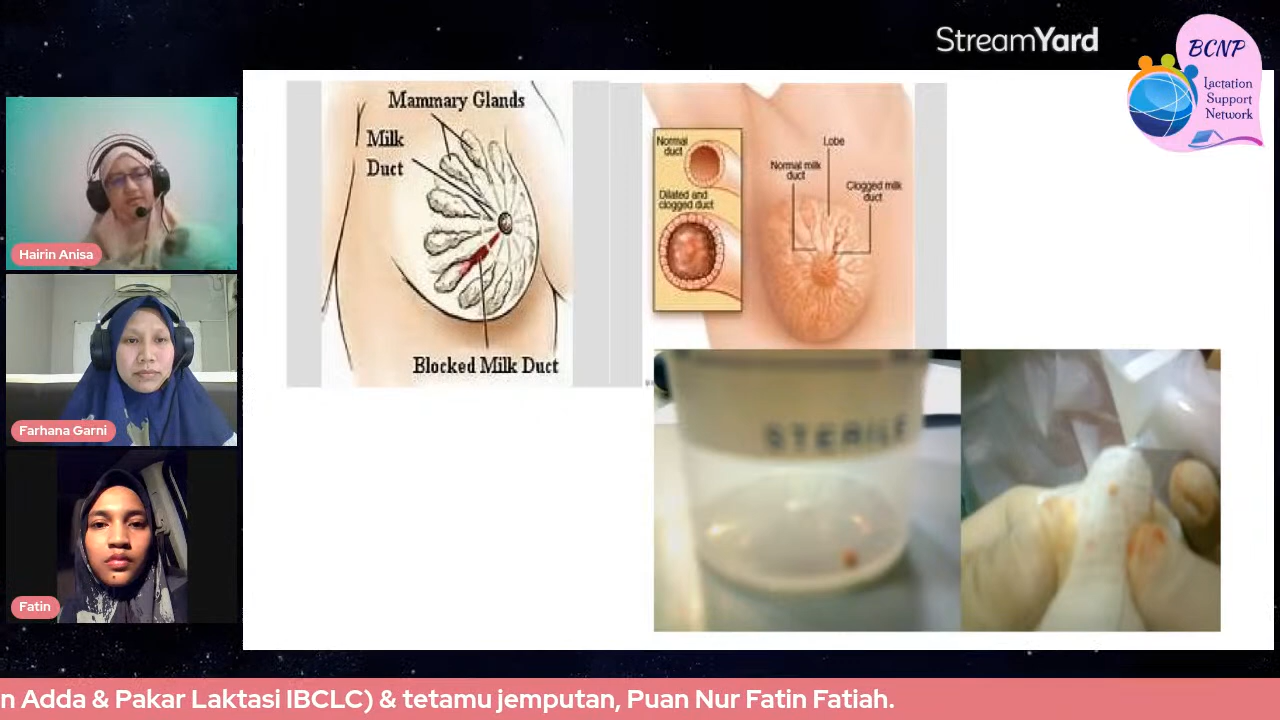 StreamYard
BCNP
Lactation
Support
Network
Hairin Anisa
Farhana Garni
Fatin
Mammary Glands
Milk
Duct
Blocked Milk Duct
Normal
duct
Dilated and
clogged duct
Lobe
Normal milk
duct
Clogged milk
duct
STERILE
n Adda & Pakar Laktasi IBCLC) & tetamu jemputan, Puan Nur Fatin Fatiah.